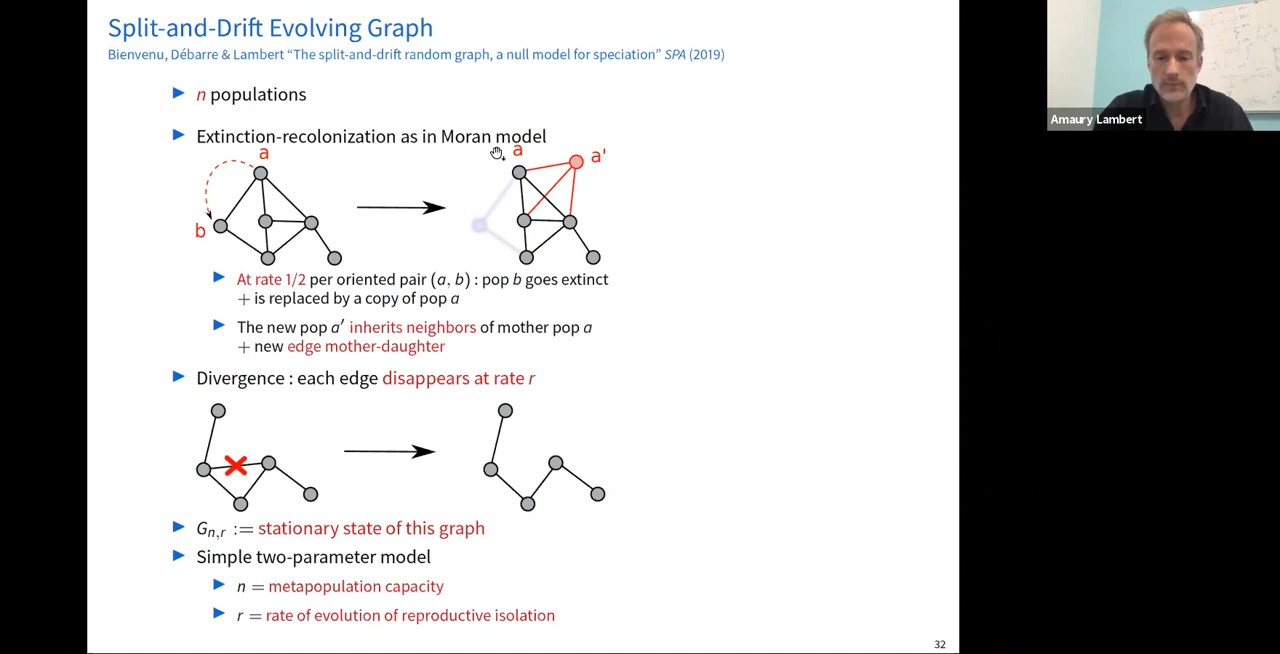 Split-and-Drift Evolving Graph
Bienvenu, Débarre & Lambert “The split-and-drift random graph, a null model for speciation” SPA (2019)
Amaury Lambert
n populations
Extinction-recolonization as in Moran model
a
a
a'
b
At rate 1/2 per oriented pair (a, b) : pop b goes extinct
+ is replaced by a copy of pop a
The new pop a′ inherits neighbors of mother pop a
+ new edge mother-daughter
Divergence : each edge disappears at rate r
Gn,r := stationary state of this graph
Simple two-parameter model
n = metapopulation capacity
r = rate of evolution of reproductive isolation
32